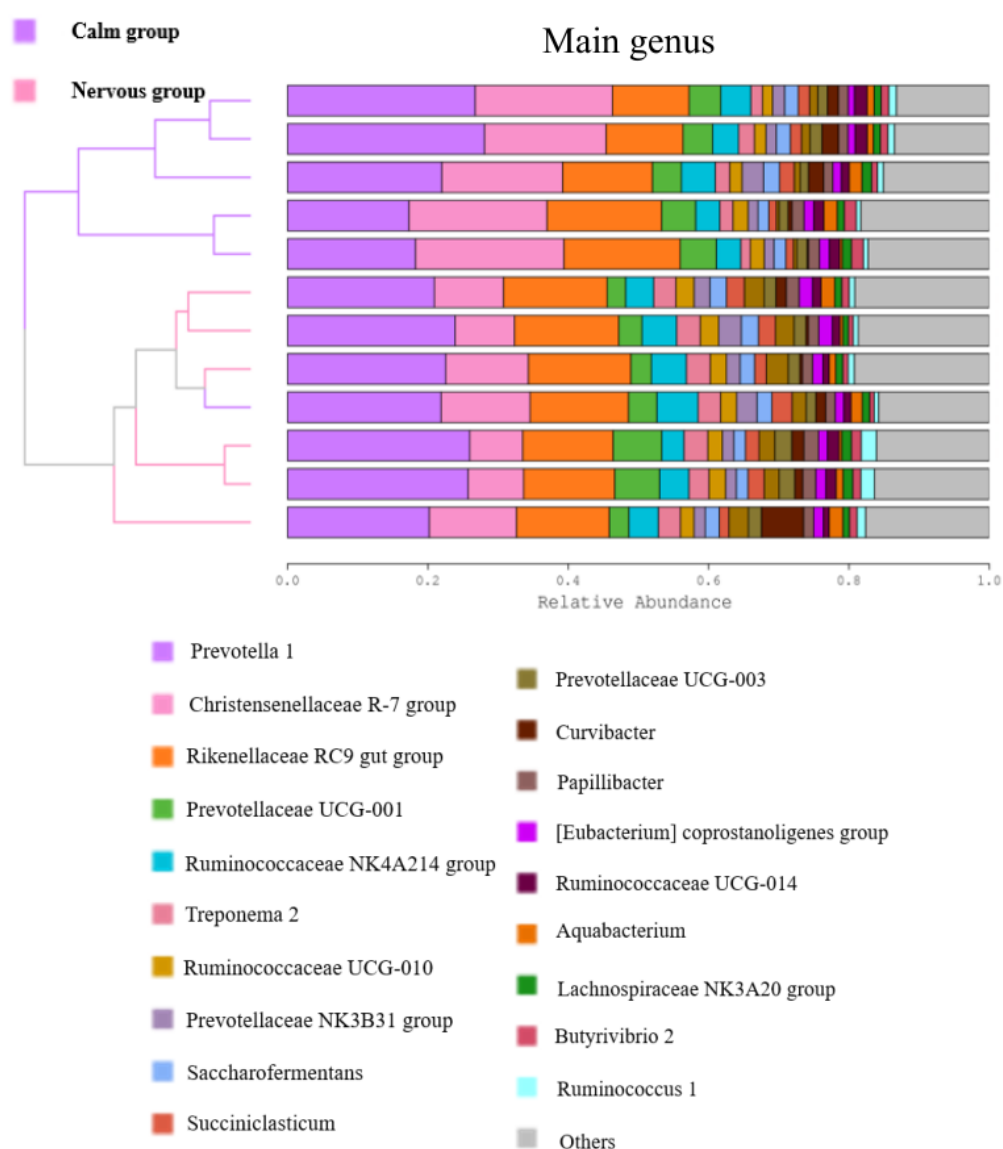 Calm group
Main genus
Nervous group
0.0 0.2 0.4 0.6 0.8 1.0
Relative Abundance
Prevotella 1
Christensenellaceae R-7 group
Rikenellaceae RC9 gut group
Prevotellaceae UCG-001
Ruminococcaceae NK4A214 group
Treponema 2
Ruminococcaceae UCG-010
Prevotellaceae NK3B31 group
Saccharofermentans
Succiniclasticum
Prevotellaceae UCG-003
Curvibacter
Papillibacter
[Eubacterium] coprostanoligenes group
Ruminococcaceae UCG-014
Aquabacterium
Lachnospiraceae NK3A20 group
Butyrivibrio 2
Ruminococcus 1
Others